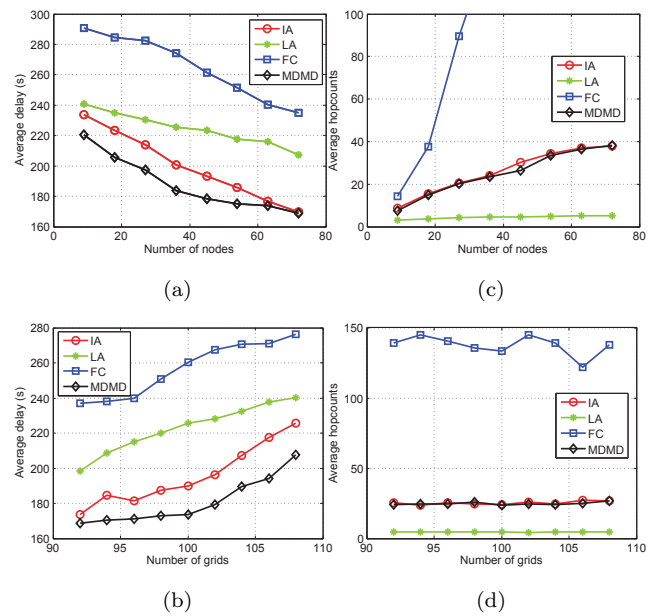 300
280
260
240
220
200
180
160
0
20
40
60
80
Average delay (s)
Number of nodes
IA
LA
FC
MDMD
(a)
100
80
60
40
20
0
0
20
40
60
80
Average hopcounts
Number of nodes
IA
LA
FC
MDMD
(c)
280
260
240
220
200
180
160
90
95
100
105
110
Average delay (s)
Number of grids
IA
LA
FC
MDMD
(b)
150
100
50
0
90
95
100
105
110
Average hopcounts
Number of grids
IA
LA
FC
MDMD
(d)